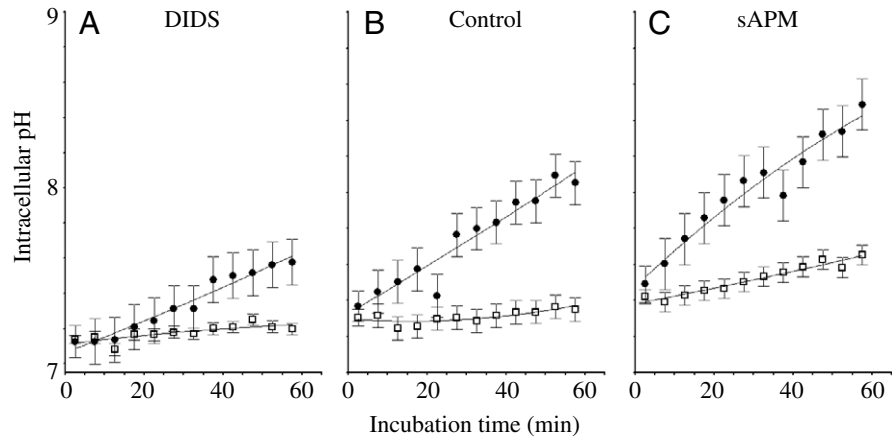 A DIDS
B Control
C sAPM
9
8
7
Intracellular pH
0 20 40 60
0 20 40 60
0 20 40 60
Incubation time (min)